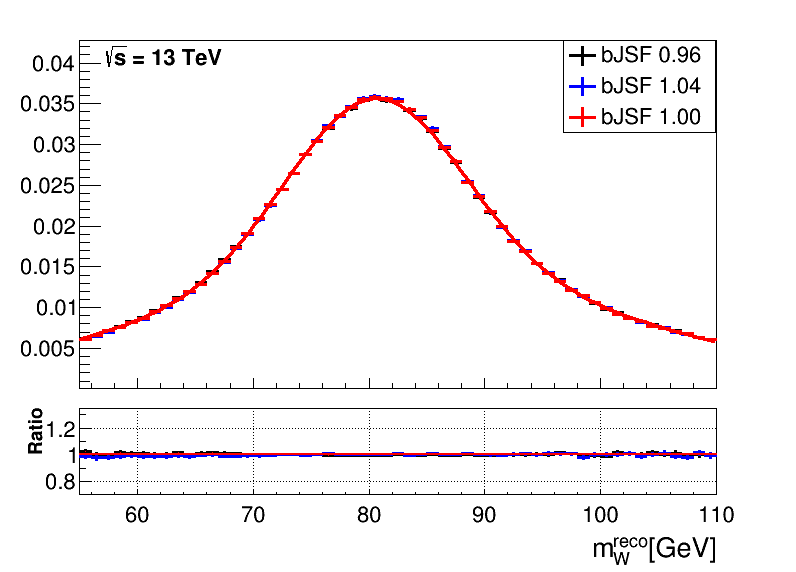 √s = 13 TeV
bJSF 0.96
bJSF 1.04
bJSF 1.00
0.04
0.035
0.03
0.025
0.02
0.015
0.01
0.005
Ratio
1.2
1
0.8
60 70 80 90 100 110
m_W^reco[GeV]